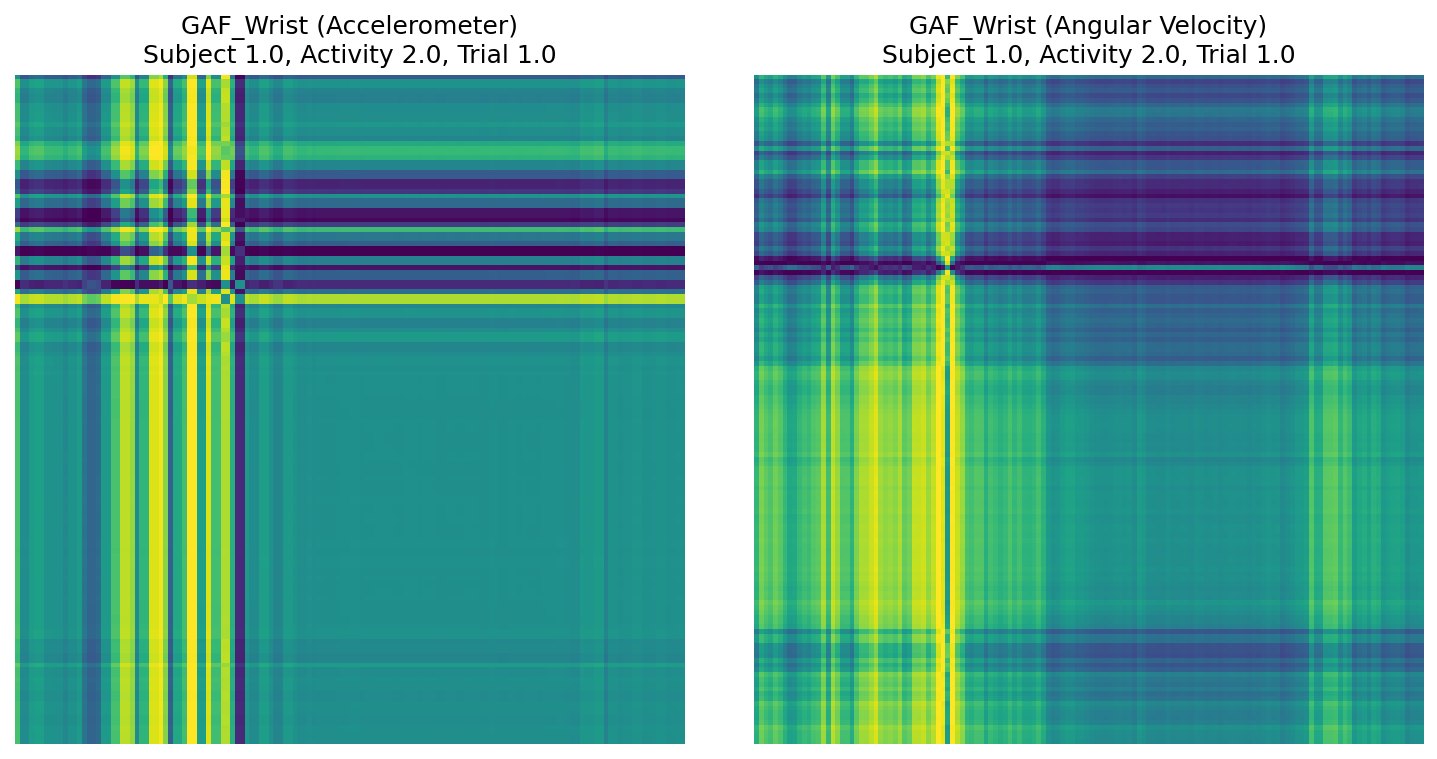 GAF_Wrist (Accelerometer)
Subject 1.0, Activity 2.0, Trial 1.0
GAF_Wrist (Angular Velocity)
Subject 1.0, Activity 2.0, Trial 1.0